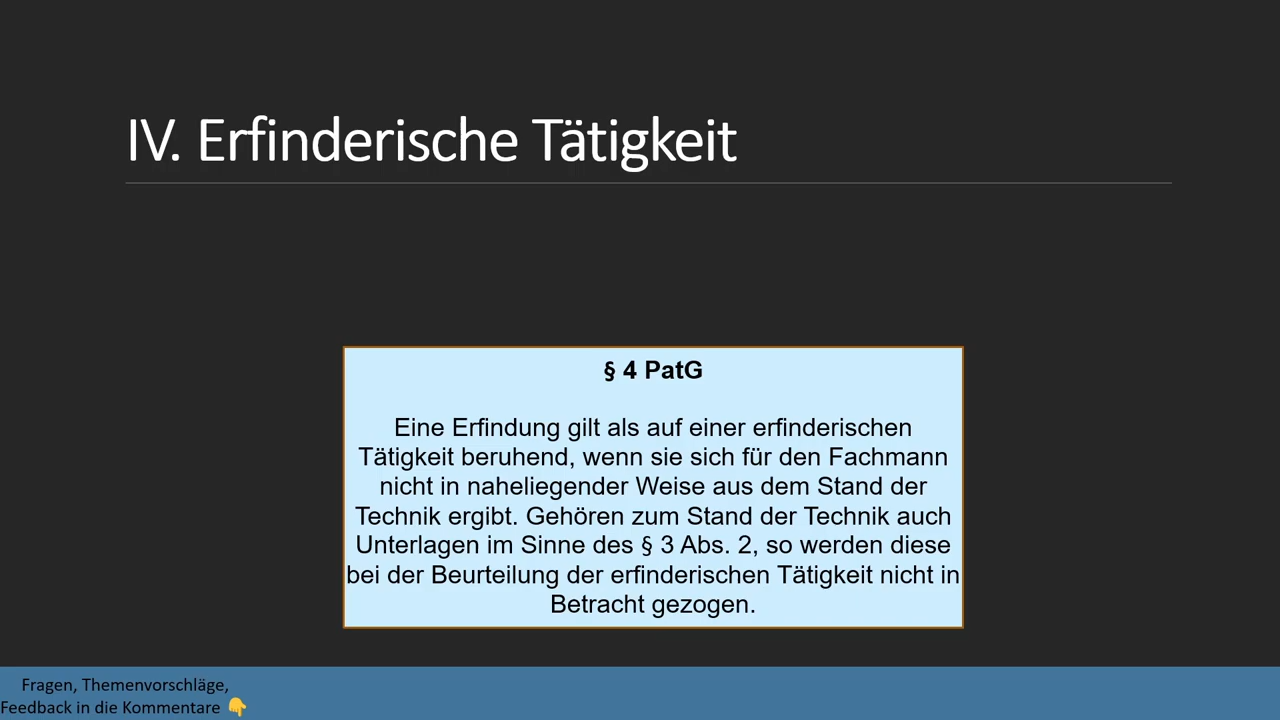 IV. Erfinderische Tätigkeit
§ 4 PatG
Eine Erfindung gilt als auf einer erfinderischen
Tätigkeit beruhend, wenn sie sich für den Fachmann
nicht in naheliegender Weise aus dem Stand der
Technik ergibt. Gehören zum Stand der Technik auch
Unterlagen im Sinne des § 3 Abs. 2, so werden diese
bei der Beurteilung der erfinderischen Tätigkeit nicht in
Betracht gezogen.
Fragen, Themenvorschläge,
Feedback in die Kommentare 👇